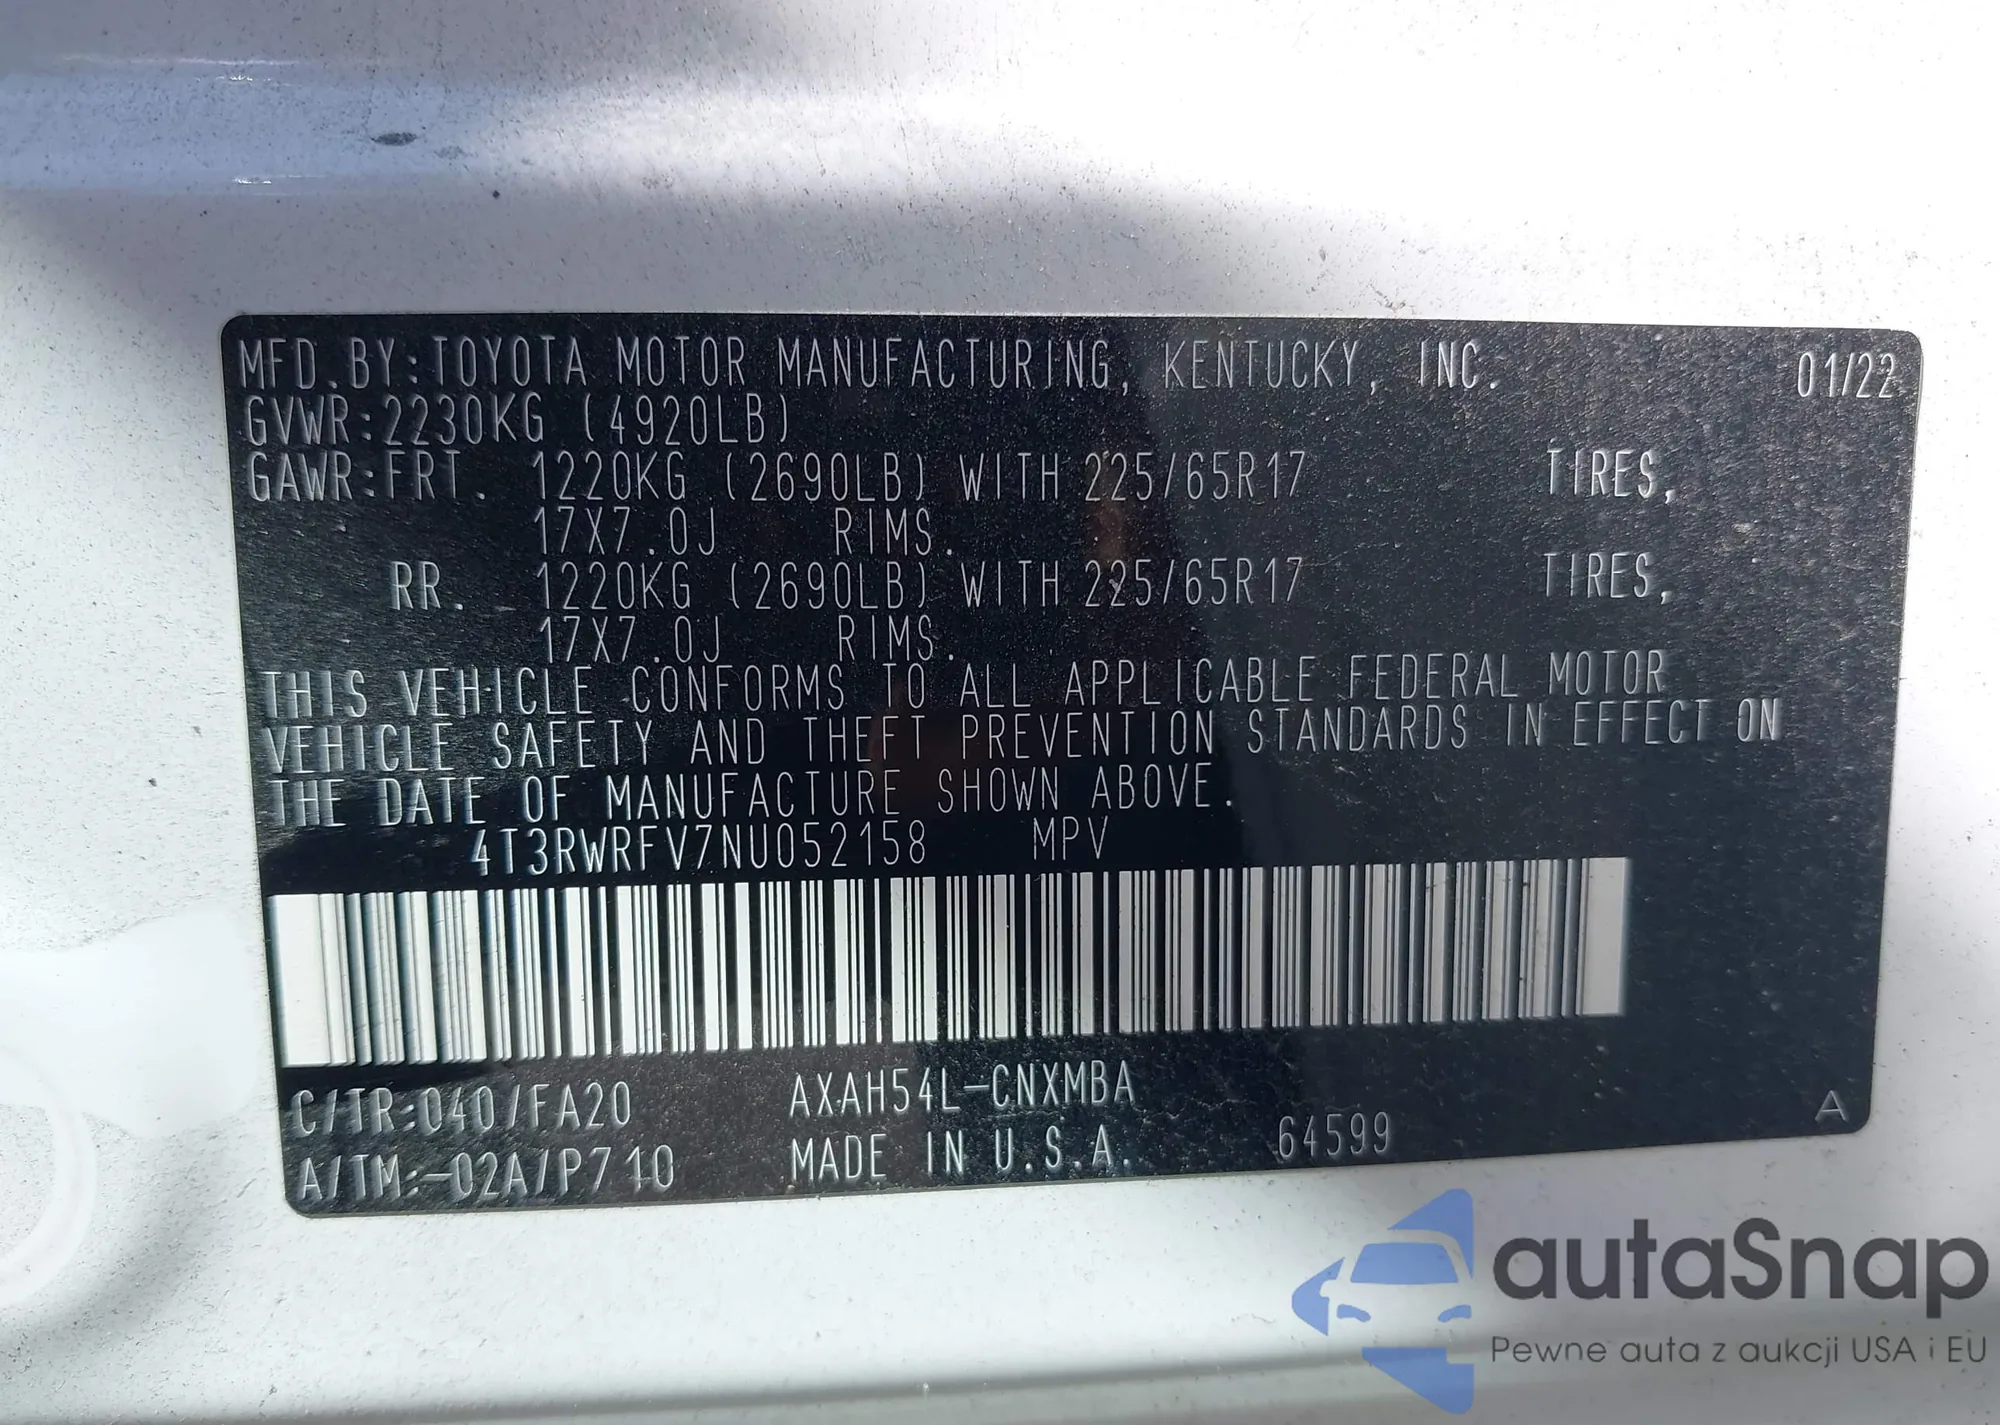 MFD.BY:TOYOTA MOTOR MANUFACTURING, KENTUCKY, INC. 01/22
GVWR:2230KG (4920LB)
GAWR:FRT. 1220KG (2690LB) WITH 225/65R17 TIRES,
17X7.0J RIMS.
RR. 1220KG (2690LB) WITH 225/65R17 TIRES,
17X7.0J RIMS.
THIS VEHICLE CONFORMS TO ALL APPLICABLE FEDERAL MOTOR
VEHICLE SAFETY AND THEFT PREVENTION STANDARDS IN EFFECT ON
THE DATE OF MANUFACTURE SHOWN ABOVE.
4T3RWRFV7NU052158 MPV
C/TR:040/FA20 AXAH54L-CNXMBA
A/TM:-02A/P710 MADE IN U.S.A. 64599 A
autaSnap
Pewne auta z aukcji USA i EU